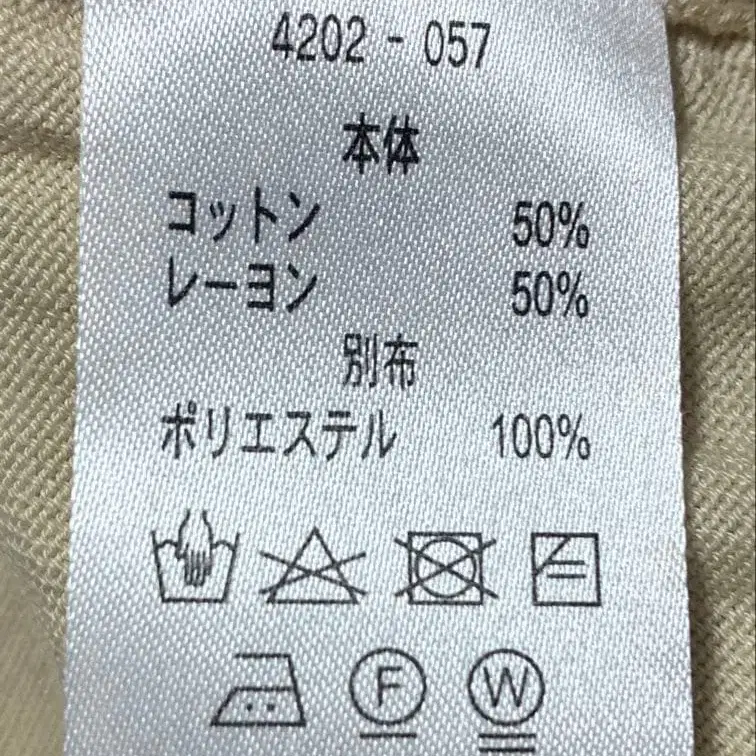 4202 - 057
本体
コットン 50%
レーヨン 50%
別布
ポリエステル 100%
F W